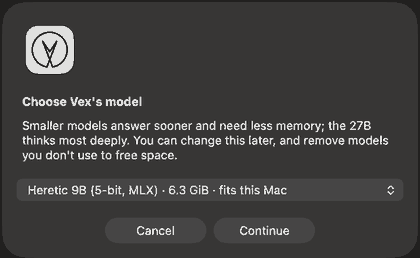 Choose Vex's model
Smaller models answer sooner and need less memory; the 27B
thinks most deeply. You can change this later, and remove models
you don't use to free space.
Heretic 9B (5-bit, MLX) · 6.3 GiB · fits this Mac
Cancel
Continue